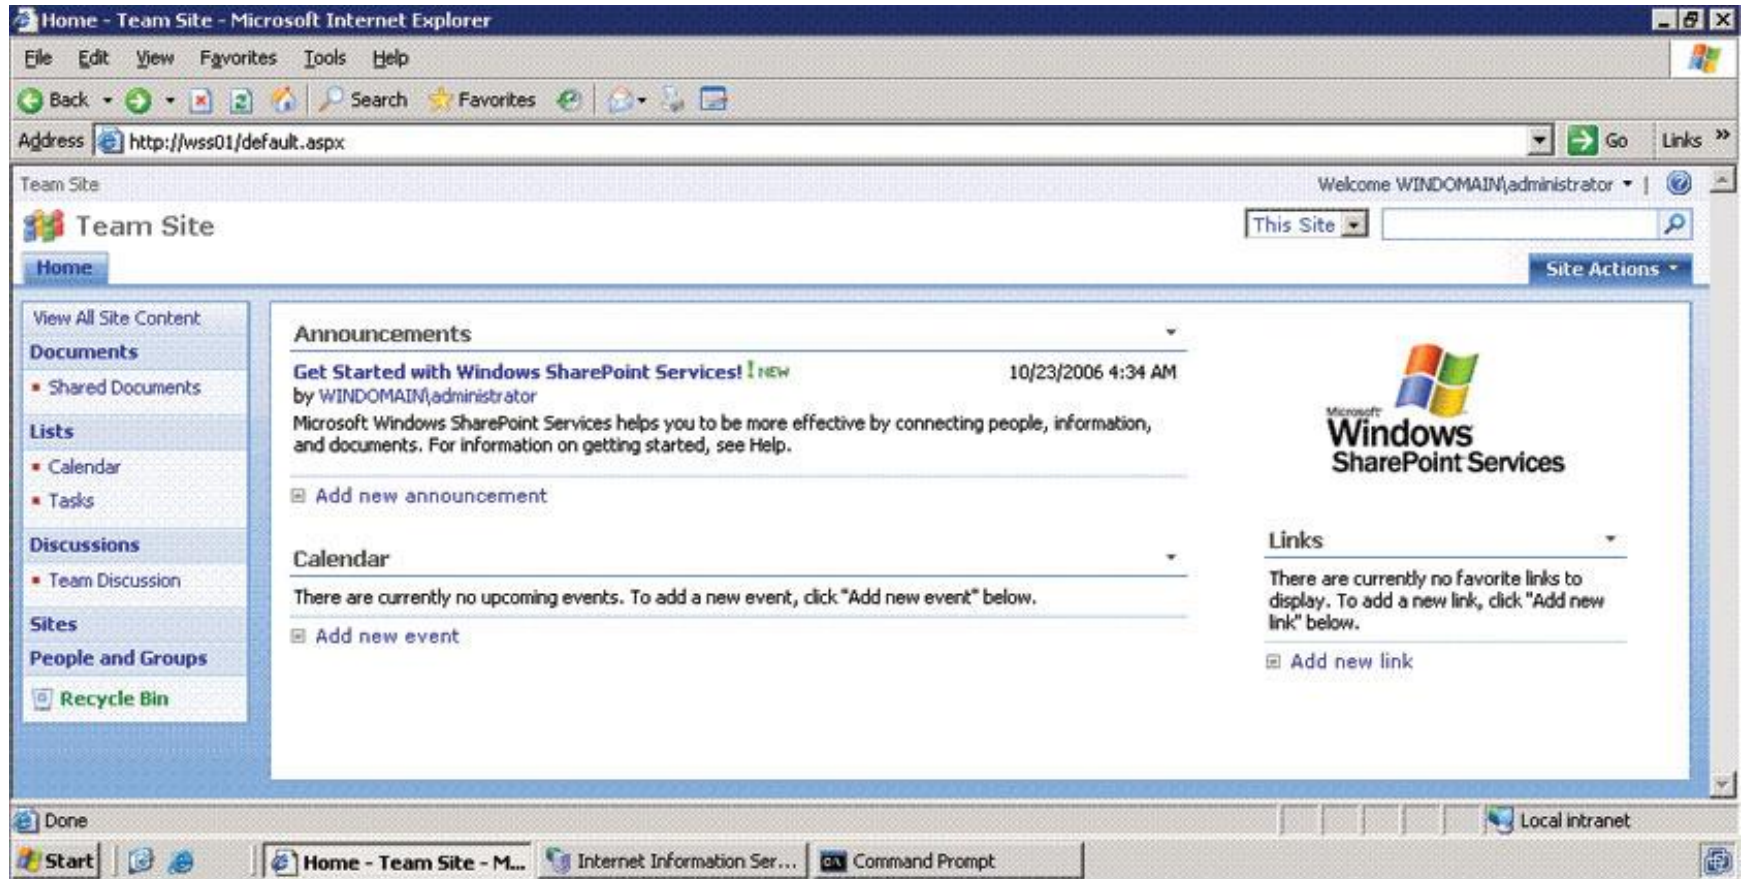 Home - Team Site - Microsoft Internet Explorer
File Edit View Favorites Tools Help
Back Search Favorites
Address http://wss01/default.aspx Go Links »
Team Site Welcome WINDOMAIN\administrator
Team Site This Site
Home Site Actions
View All Site Content
Documents
Shared Documents
Lists
Calendar
Tasks
Discussions
Team Discussion
Sites
People and Groups
Recycle Bin
Announcements
Get Started with Windows SharePoint Services! ! NEW 10/23/2006 4:34 AM
by WINDOMAIN\administrator
Microsoft Windows SharePoint Services helps you to be more effective by connecting people, information,
and documents. For information on getting started, see Help.
Add new announcement
Calendar
There are currently no upcoming events. To add a new event, click "Add new event" below.
Add new event
Microsoft
Windows
SharePoint Services
Links
There are currently no favorite links to
display. To add a new link, click "Add new
link" below.
Add new link
Done Local intranet
Start Home - Team Site - M... Internet Information Ser... Command Prompt